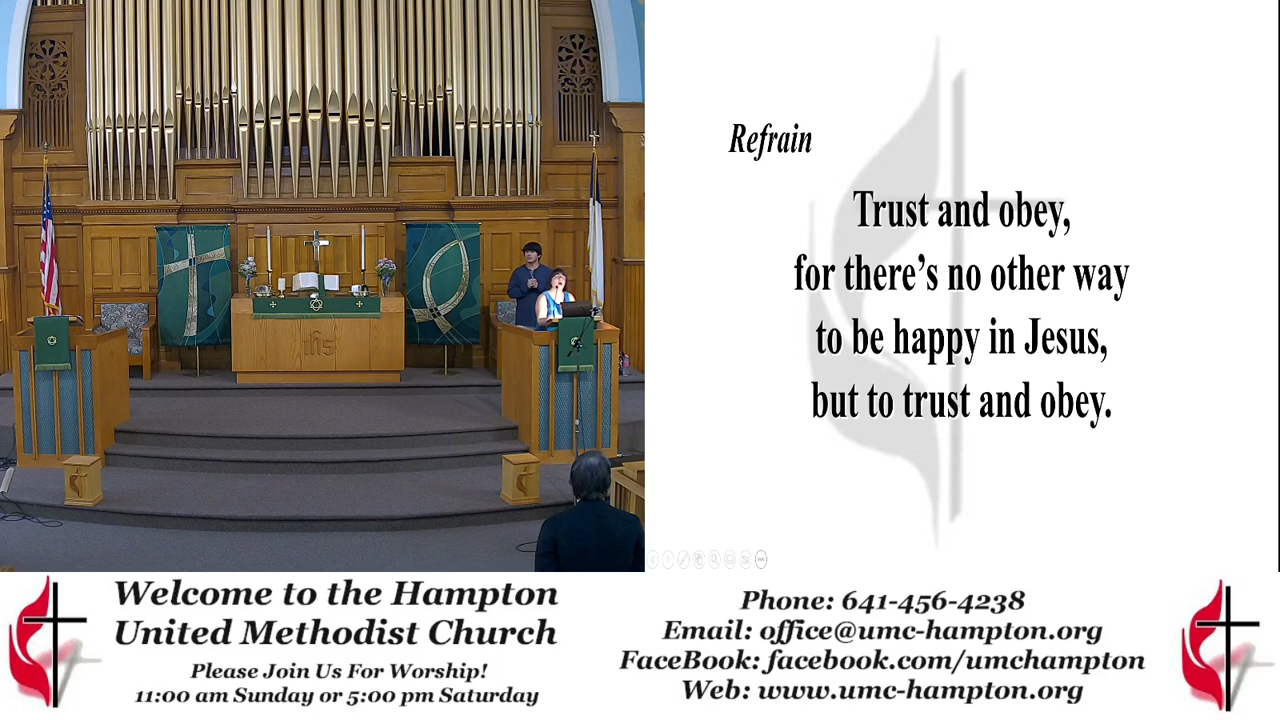 Refrain
Trust and obey,
for there's no other way
to be happy in Jesus,
but to trust and obey.
ihs
Welcome to the Hampton
United Methodist Church
Please Join Us For Worship!
11:00 am Sunday or 5:00 pm Saturday
Phone: 641-456-4238
Email: office@umc-hampton.org
FaceBook: facebook.com/umchampton
Web: www.umc-hampton.org